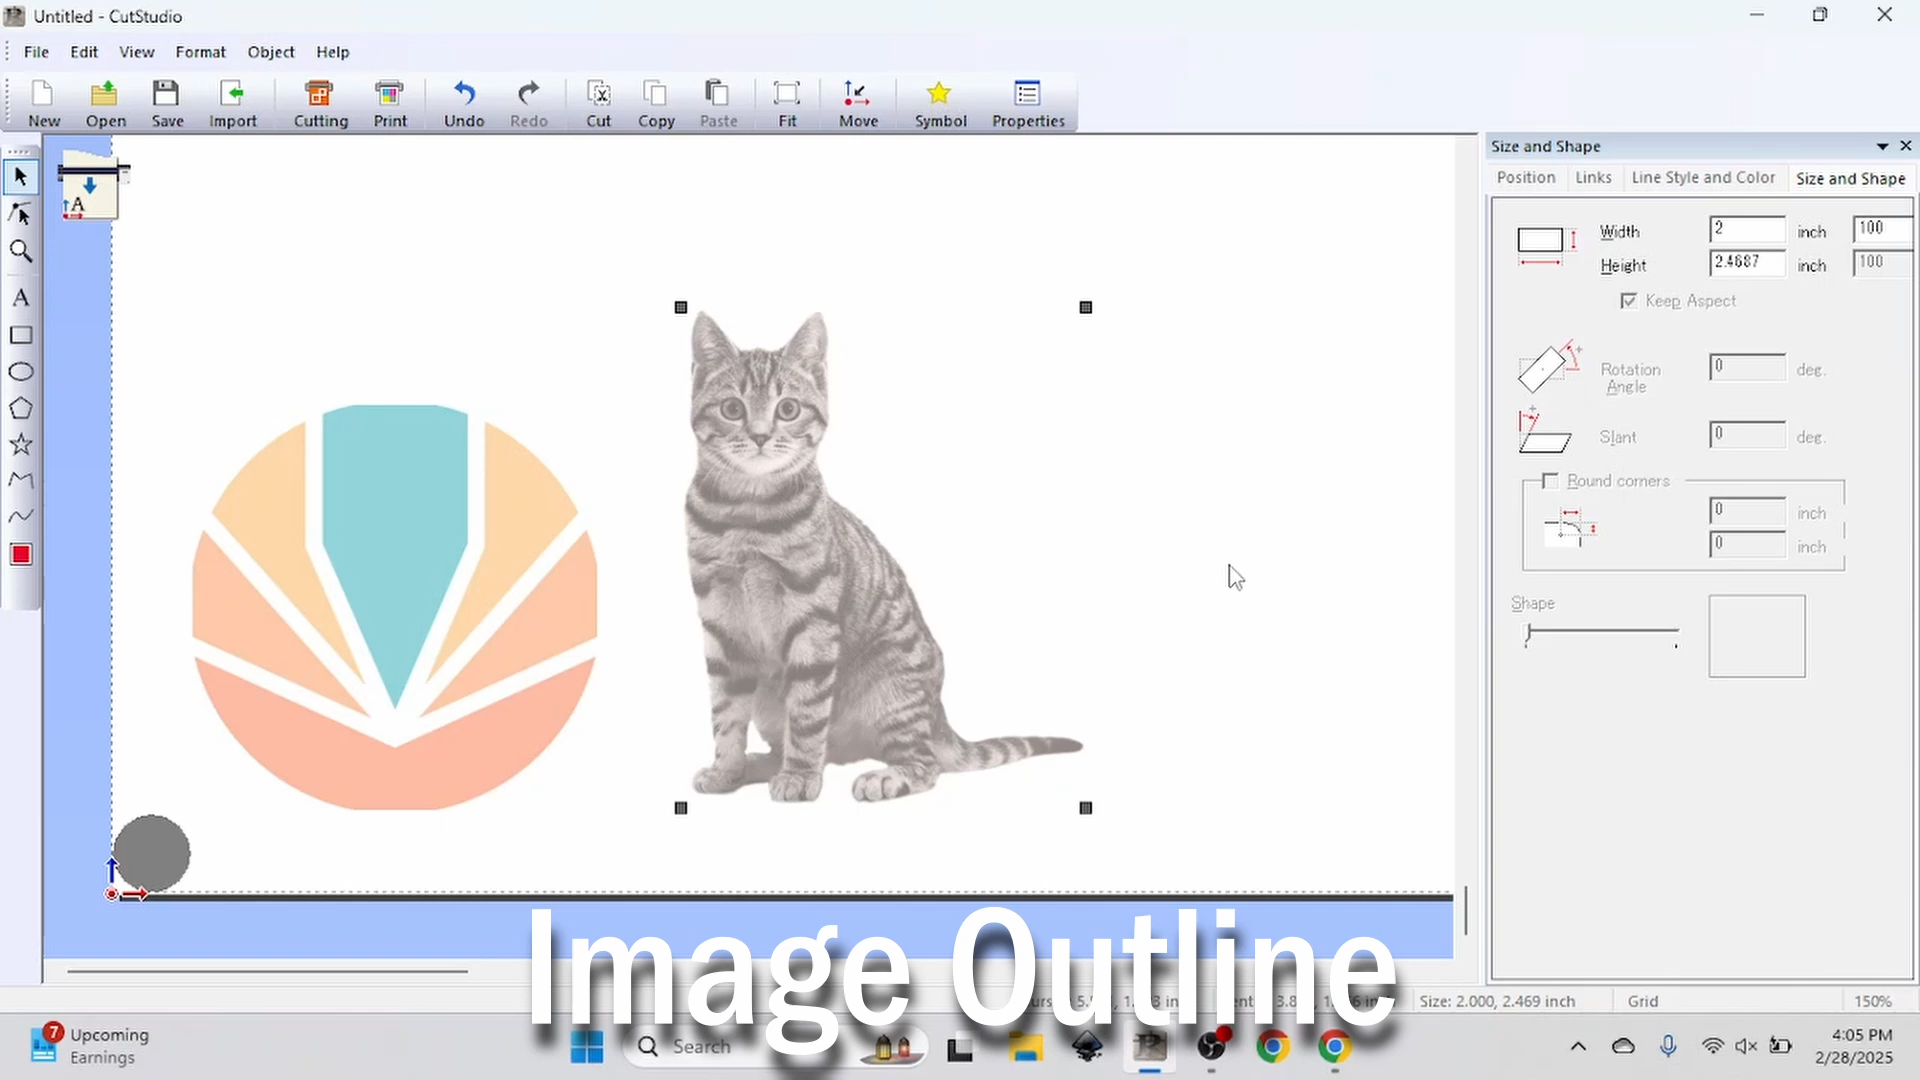 Untitled - CutStudio
File Edit View Format Object Help
New Open Save Import Cutting Print Undo Redo Cut Copy Paste Fit Move Symbol Properties
Size and Shape
Position Links Line Style and Color Size and Shape
A
A
Width 2 inch 100
Height 2.4687 inch 100
Keep Aspect
Rotation Angle 0 deg.
Slant 0 deg.
Round corners
0 inch
0 inch
Shape
Image Outline
Size: 2.000, 2.469 inch Grid 150%
7 Upcoming
Earnings
Search
4:05 PM
2/28/2025